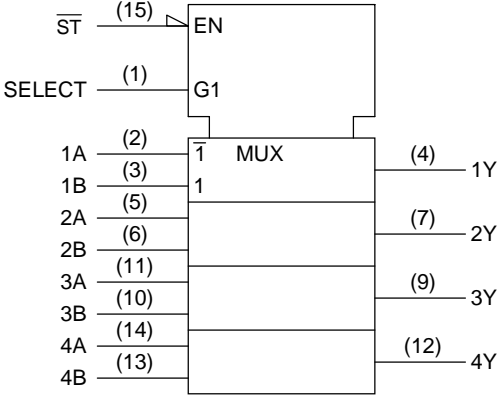 S̅T̅ (15) EN
SELECT (1) G1
1A (2) 1̅ MUX (4) 1Y
1B (3) 1
2A (5) (7) 2Y
2B (6)
3A (11) (9) 3Y
3B (10)
4A (14) (12) 4Y
4B (13)